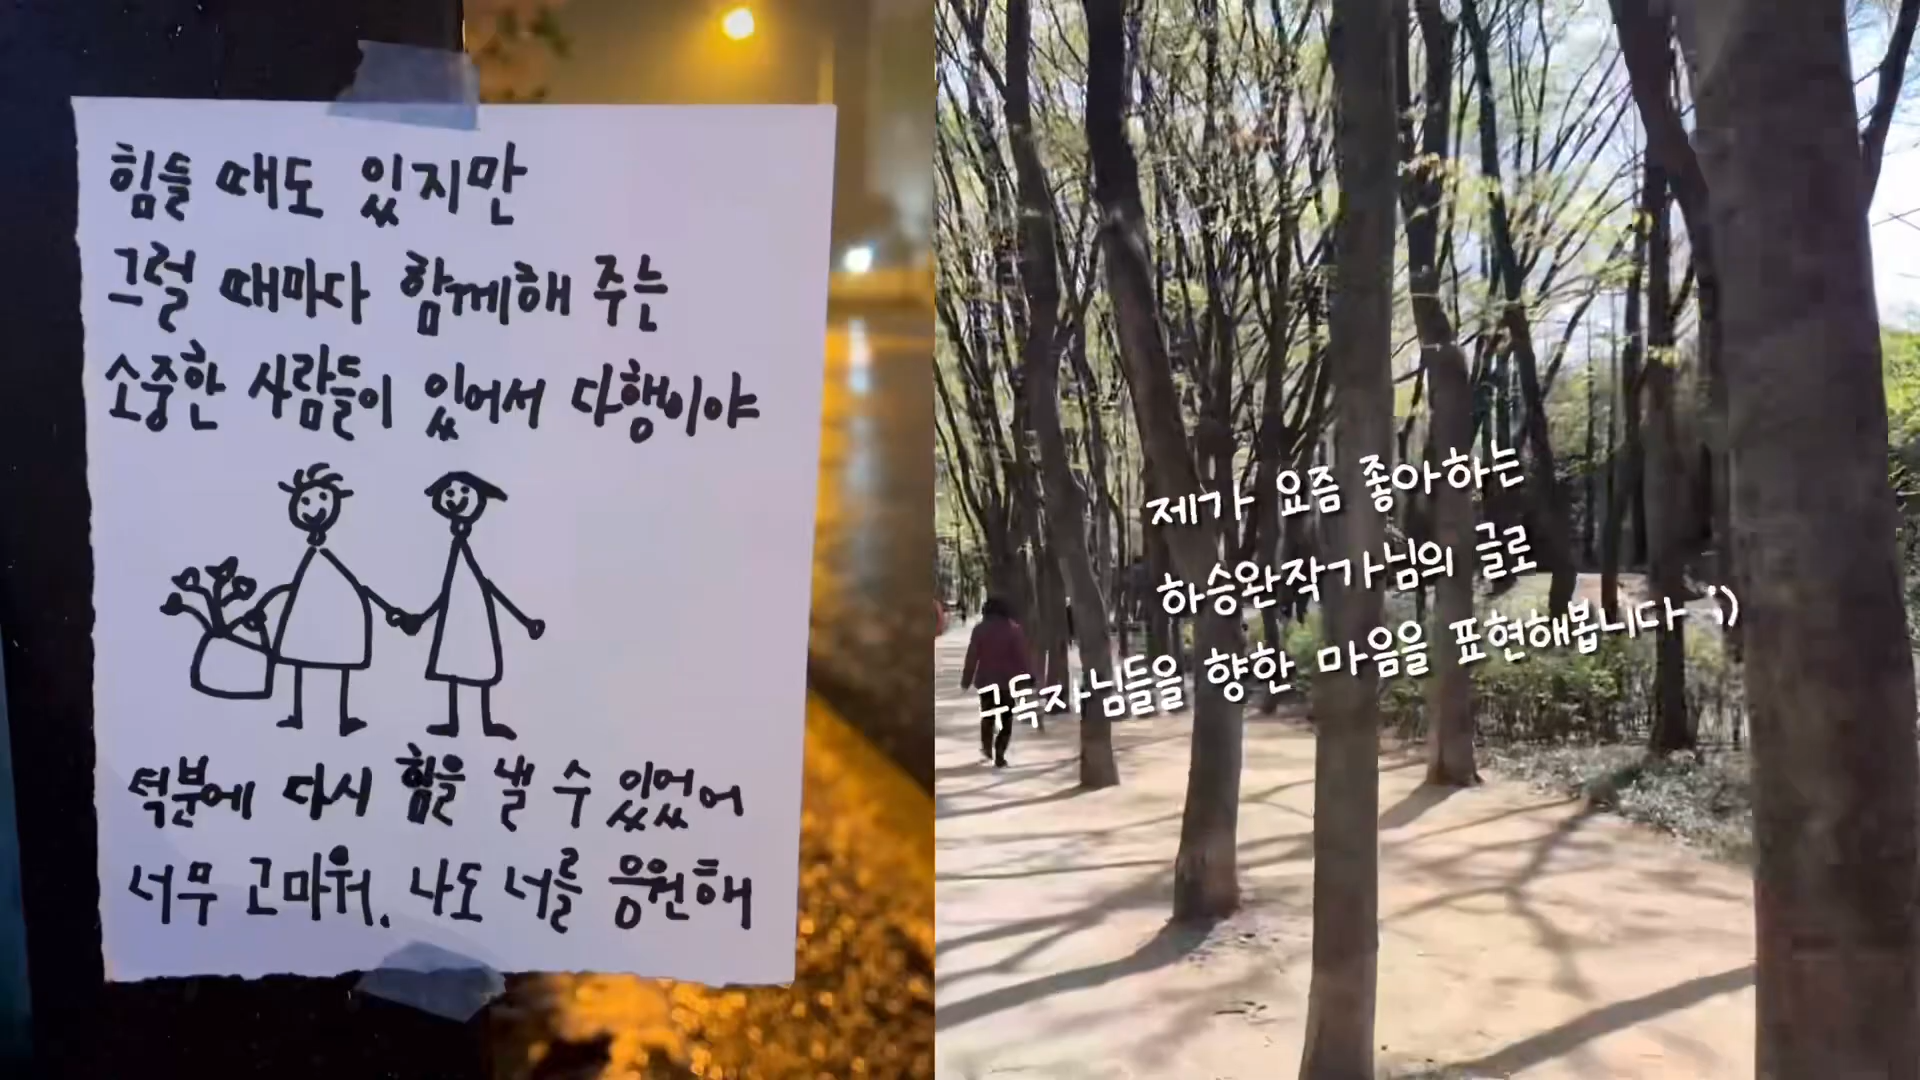 힘들 때도 있지만
그럴 때마다 함께해 주는
소중한 사람들이 있어서 다행이야
덕분에 다시 힘을 낼 수 있었어
너무 고마워. 나도 너를 응원해
제가 요즘 좋아하는
하승완작가님의 글로
구독자님들을 향한 마음을 표현해봅니다 :)